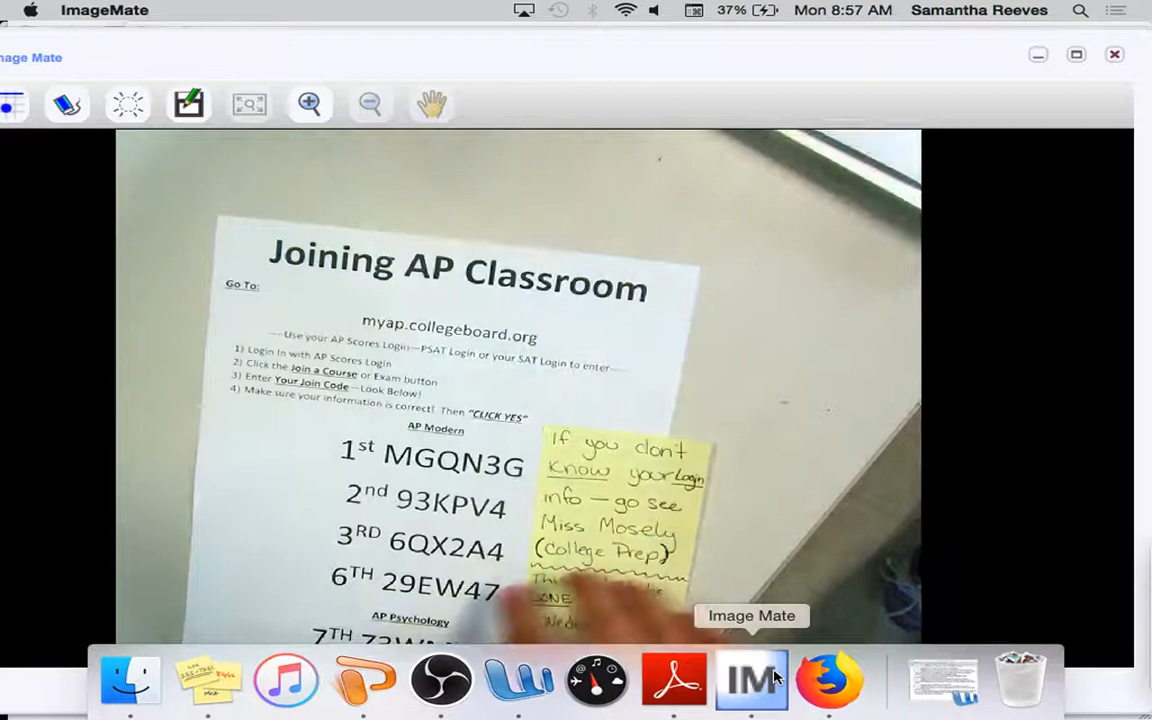 ImageMate
37%
Mon 8:57 AM
Samantha Reeves
mage Mate
Joining AP Classroom
Go To:
myap.collegeboard.org
----Use your AP Scores Login—PSAT Login or your SAT Login to enter----
1) Login In with AP Scores Login
2) Click the Join a Course or Exam button
3) Enter Your Join Code—Look Below!
4) Make sure your information is correct! Then "CLICK YES"
AP Modern
1st MGQN3G
2nd 93KPV4
3RD 6QX2A4
6TH 29EW47
AP Psychology
7TH
If you don't
know your Login
info — go see
Miss Mosely
(College Prep)
Image Mate
IM